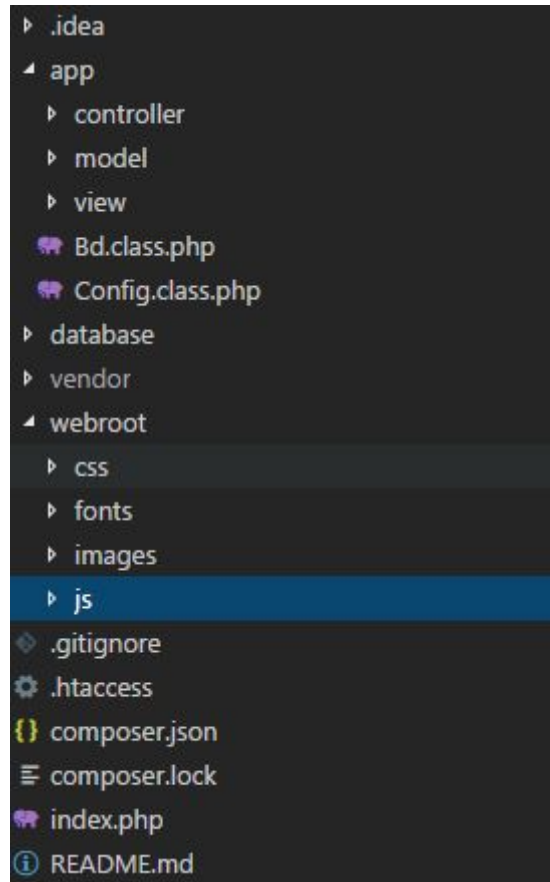 .idea
app
controller
model
view
Bd.class.php
Config.class.php
database
vendor
webroot
css
fonts
images
js
.gitignore
.htaccess
composer.json
composer.lock
index.php
README.md